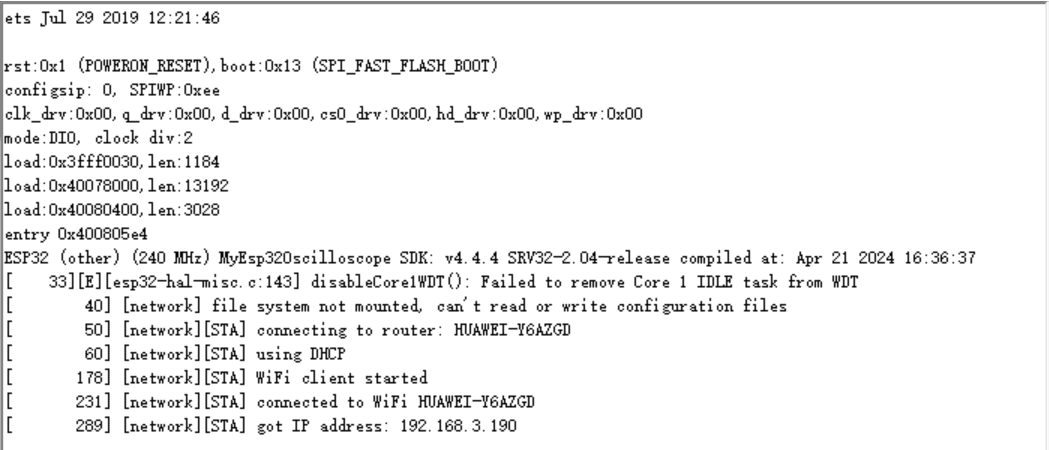 ets Jul 29 2019 12:21:46
rst:0x1 (POWERON_RESET),boot:0x13 (SPI_FAST_FLASH_BOOT)
configsip: 0, SPIWP:0xee
clk_drv:0x00,q_drv:0x00,d_drv:0x00,cs0_drv:0x00,hd_drv:0x00,wp_drv:0x00
mode:DIO, clock div:2
load:0x3fff0030,len:1184
load:0x40078000,len:13192
load:0x40080400,len:3028
entry 0x400805e4
ESP32 (other) (240 MHz) MyEsp32Oscilloscope SDK: v4.4.4 SRV32-2.04-release compiled at: Apr 21 2024 16:36:37
[    33][E][esp32-hal-misc.c:143] disableCore1WDT(): Failed to remove Core 1 IDLE task from WDT
[        40] [network] file system not mounted, can't read or write configuration files
[        50] [network][STA] connecting to router: HUAWEI-Y6AZGD
[        60] [network][STA] using DHCP
[       178] [network][STA] WiFi client started
[       231] [network][STA] connected to WiFi HUAWEI-Y6AZGD
[       289] [network][STA] got IP address: 192.168.3.190